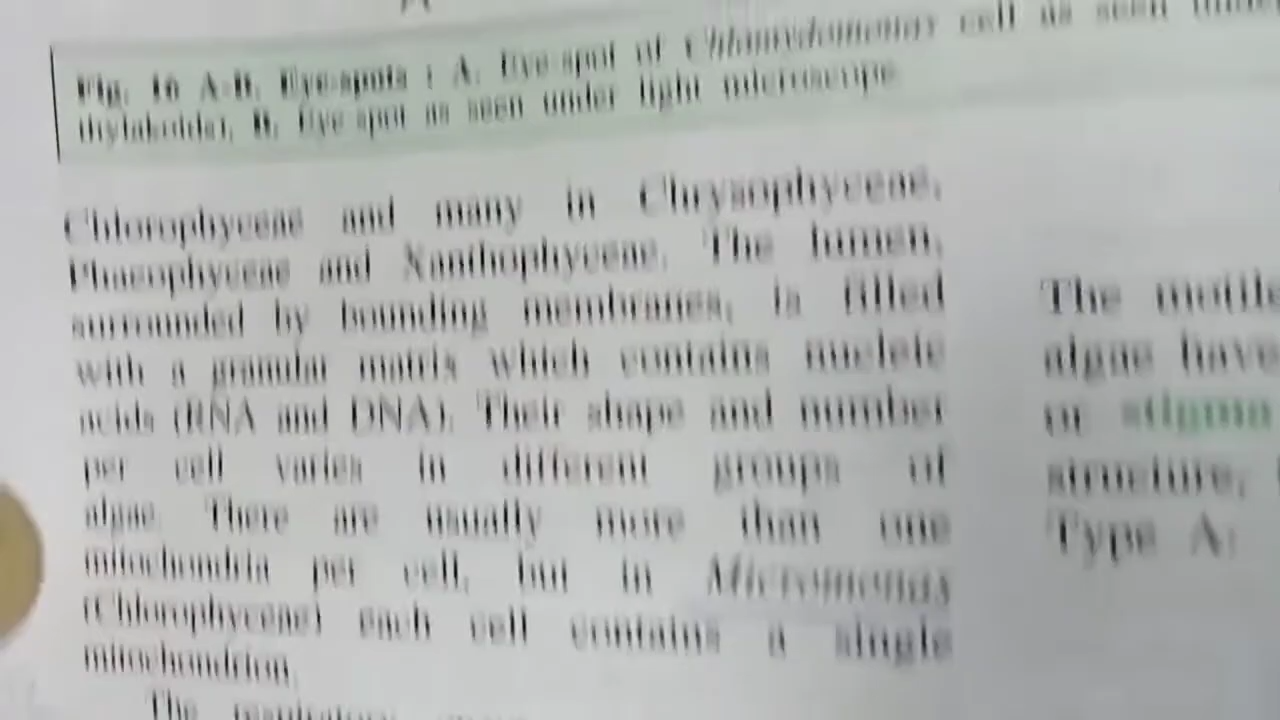 Fig. 16 A-B. Eye-spots : A. Eye-spot of Chlamydomonas cell as seen under
thylakoids), B. Eye-spot as seen under light microscope
Chlorophyceae and many in Chrysophyceae,
Phaeophyceae and Xanthophyceae. The lumen,
surrounded by bounding membranes, is filled
with a granular matrix which contains nucleic
acids (RNA and DNA). Their shape and number
per cell varies in different groups of
algae. There are usually more than one
mitochondria per cell, but in Micromonas
(Chlorophyceae) each cell contains a single
mitochondrion.
The respiratory
The motile
algae have
or stigma
structure,
Type A: